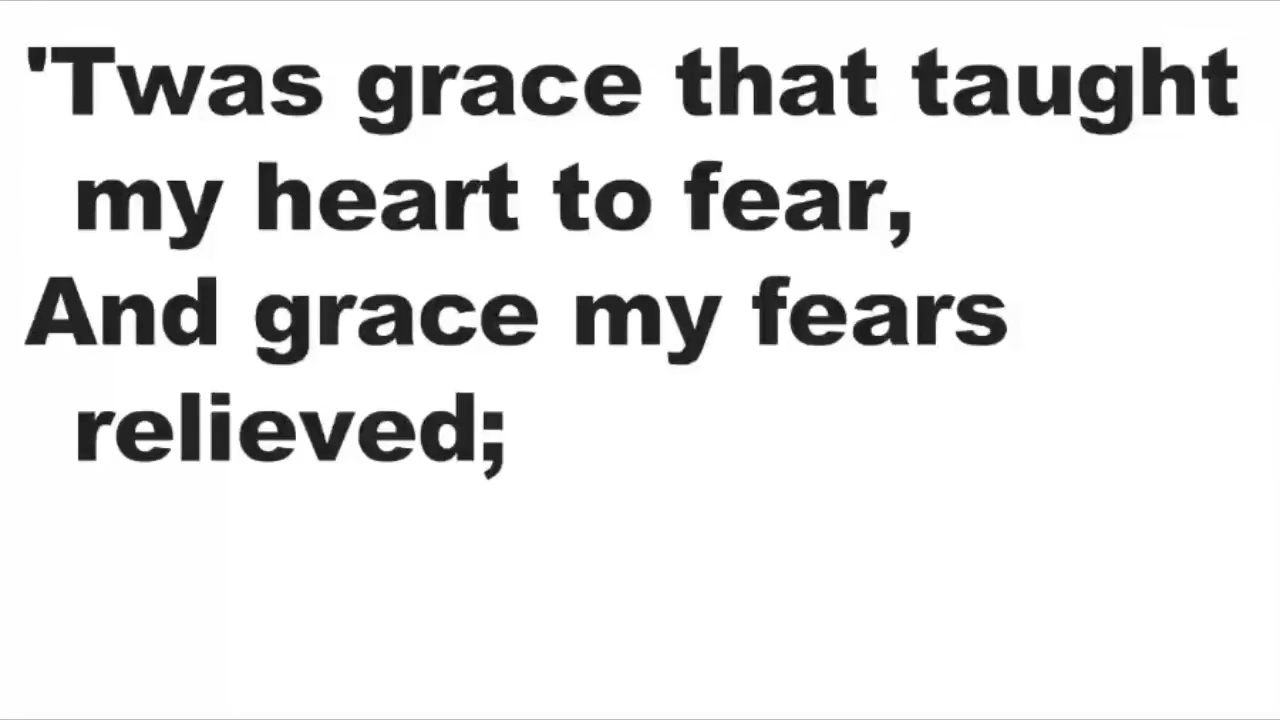 'Twas grace that taught
my heart to fear,
And grace my fears
relieved;